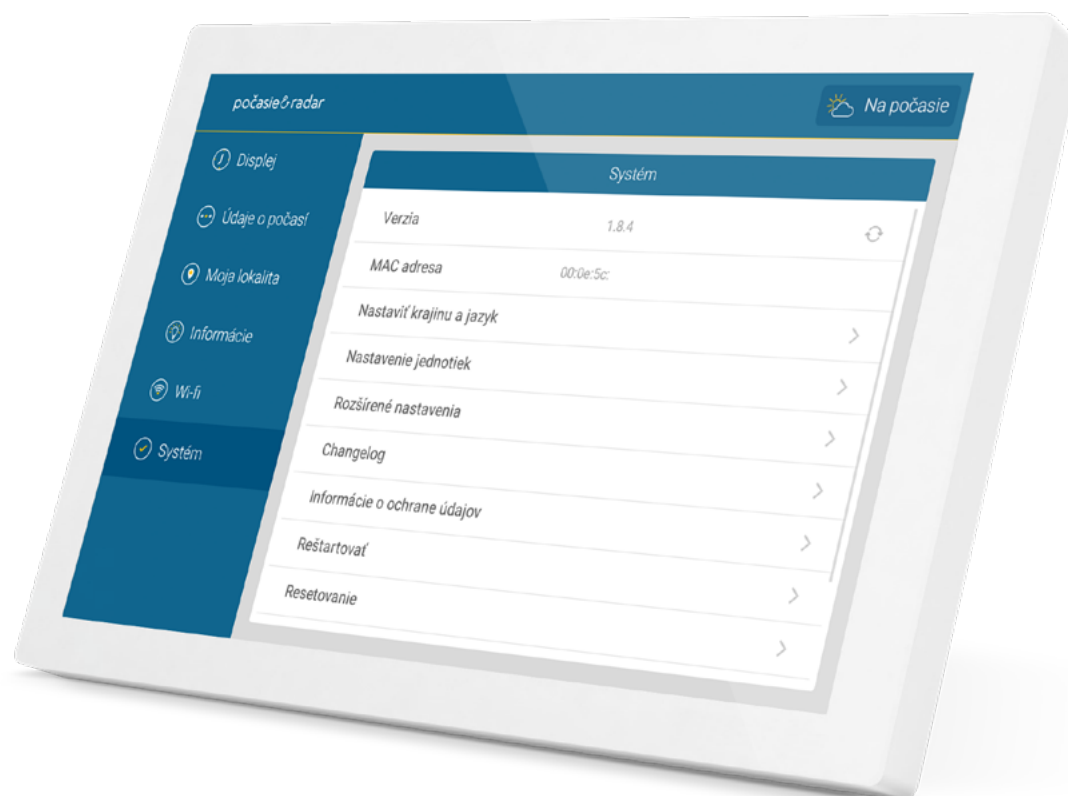 počasie&radar
Na počasie
Displej
Údaje o počasí
Moja lokalita
Informácie
Wi-fi
Systém
Systém
Verzia 1.8.4
MAC adresa 00:0e:5c:
Nastaviť krajinu a jazyk
Nastavenie jednotiek
Rozšírené nastavenia
Changelog
Informácie o ochrane údajov
Reštartovať
Resetovanie